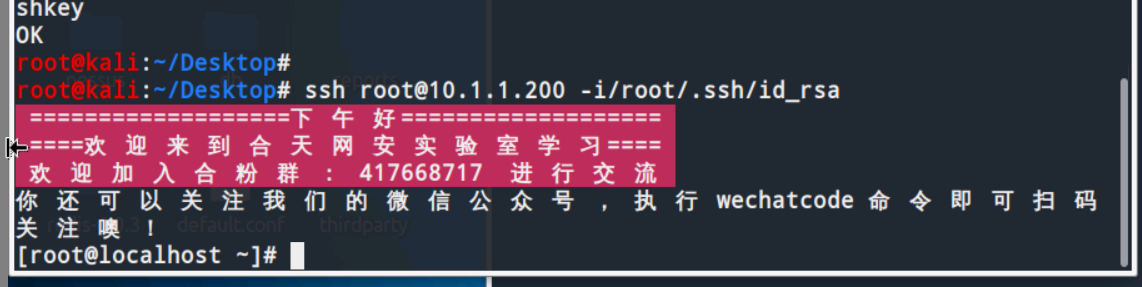 shkey
OK
root@kali:~/Desktop#
root@kali:~/Desktop# ssh root@10.1.1.200 -i/root/.ssh/id_rsa
===================下午好===================
====欢迎来到合天网安实验室学习====
欢迎加入合粉群：417668717 进行交流
你还可以关注我们的微信公众号，执行 wechatcode 命令即可扫码
关注噢！
default.conf
thirdparty
[root@localhost ~]#